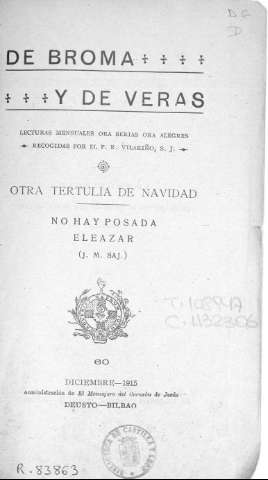 D.G.
D
DE BROMA
Y DE VERAS
LECTURAS MENSUALES ORA SERIAS ORA ALEGRES
RECOGIDAS POR EL P. R. VILARIÑO, S. J.
OTRA TERTULIA DE NAVIDAD
NO HAY POSADA
ELEAZAR
(J. M. SAJ.)
60
DICIEMBRE—1915
Administración de El Mensajero del Corazón de Jesús
DEUSTO—BILBAO
R. 83863